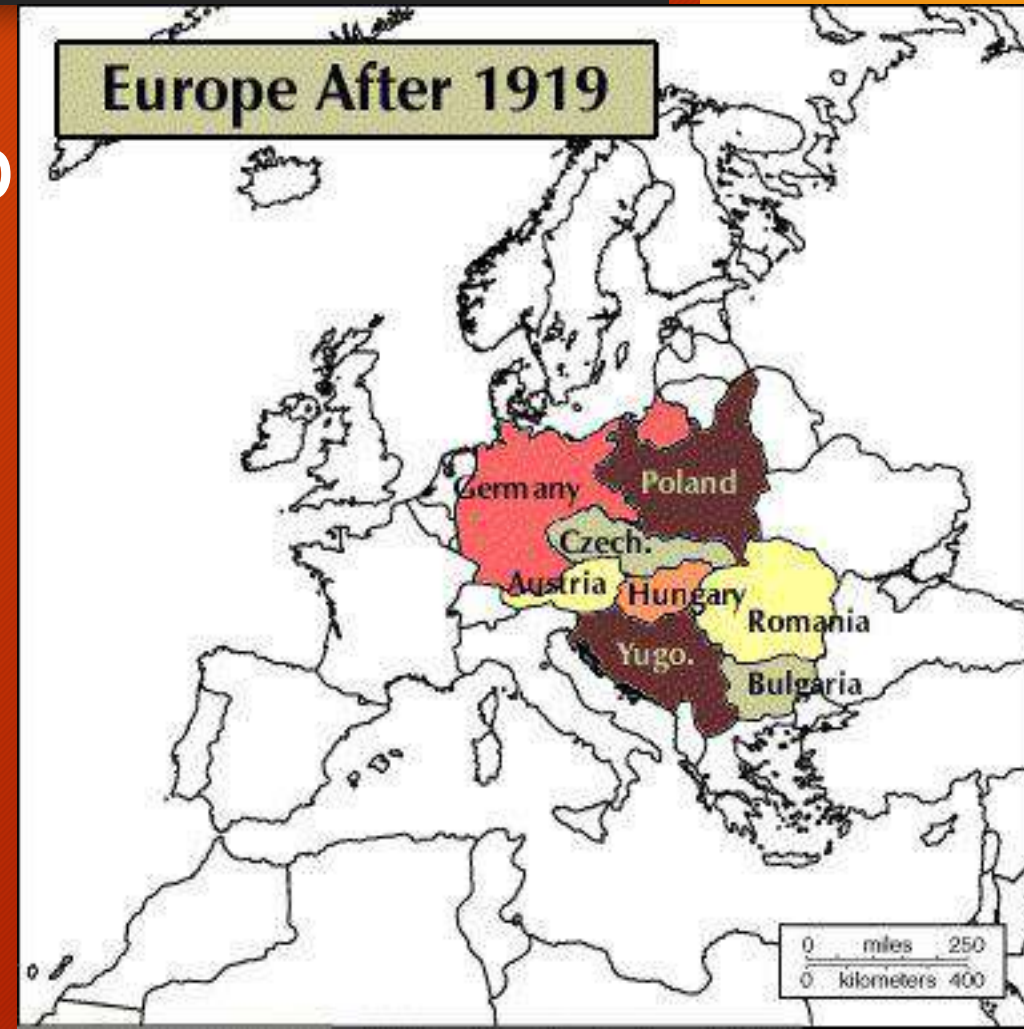 Europe After 1919
Germany
Poland
Czech.
Austria
Hungary
Romania
Yugo.
Bulgaria
0 miles 250
0 kilometers 400